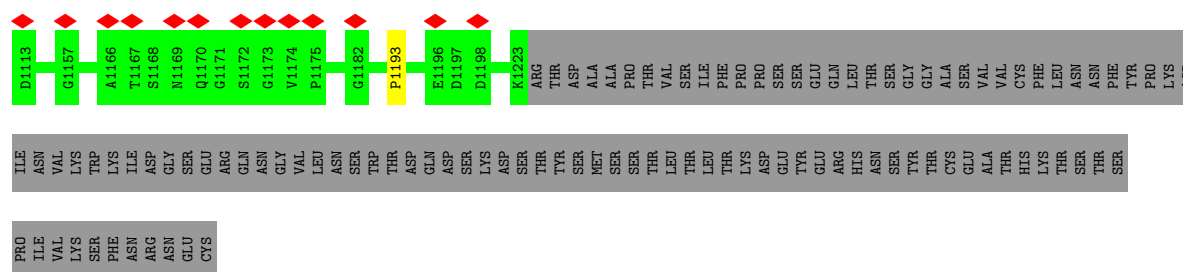 D1113 G1157 A1166 T1167 S1168 N1169 Q1170 G1171 S1172 G1173 V1174 P1175 G1182 P1193 E1196 D1197 D1198 K1223 ARG THR ASP ALA ALA PRO THR VAL SER ILE PHE PRO PRO SER SER GLU GLN LEU THR SER GLY GLY ALA SER VAL VAL CYS PHE LEU ASN ASN PHE TYR PRO LYS
ILE ASN VAL LYS TRP LYS ILE ASP GLY SER GLU ARG GLN ASN GLY VAL LEU ASN SER TRP THR ASP GLN ASP SER LYS ASP SER THR TYR SER MET SER SER THR LEU THR LEU THR LYS ASP GLU TYR GLU ARG HIS ASN SER TYR THR CYS GLU ALA THR HIS LYS THR SER THR SER
PRO ILE VAL LYS SER PHE ASN ARG ASN GLU CYS